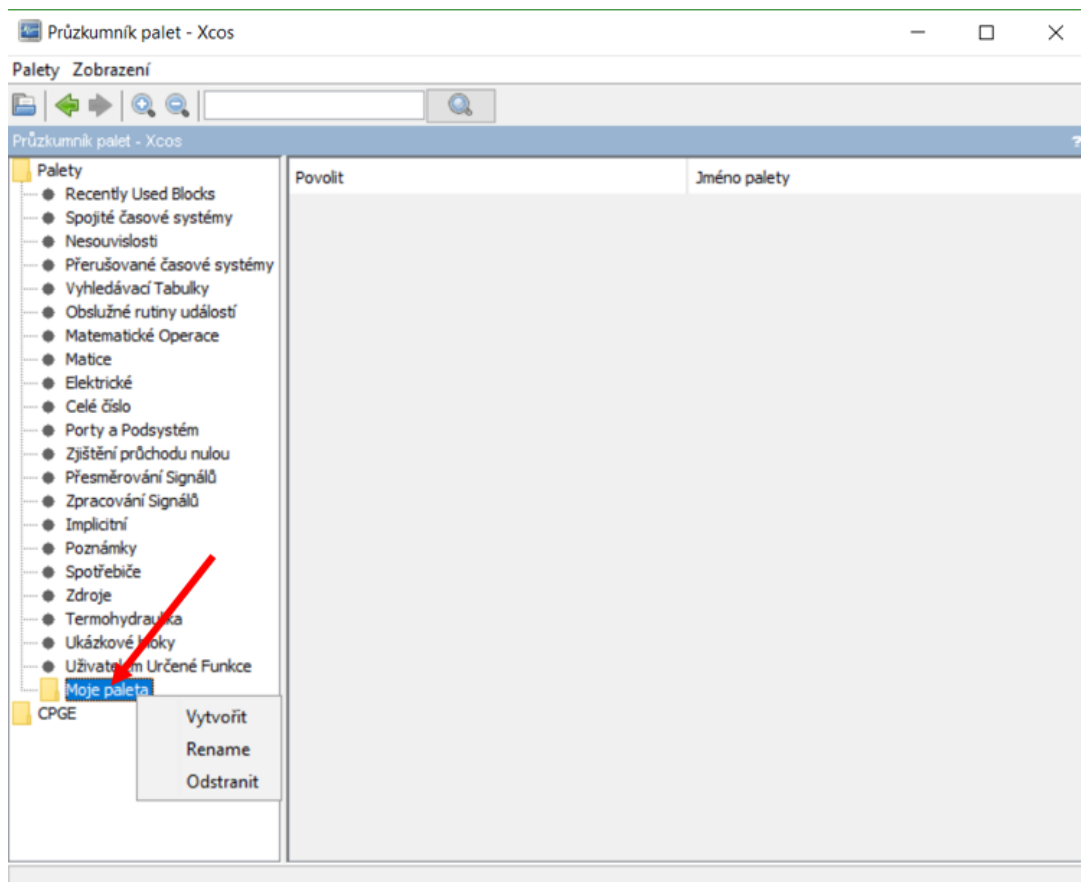 Průzkumník palet - Xcos
Palety Zobrazení
Průzkumník palet - Xcos ?
Palety
Recently Used Blocks
Spojité časové systémy
Nesouvislosti
Přerušované časové systémy
Vyhledávací Tabulky
Obslužné rutiny událostí
Matematické Operace
Matice
Elektrické
Celé číslo
Porty a Podsystém
Zjištění průchodu nulou
Přesměrování Signálů
Zpracování Signálů
Implicitní
Poznámky
Spotřebiče
Zdroje
Termohydraulika
Ukázkové bloky
Uživatelem Určené Funkce
Moje paleta
CPGE
Vytvořit
Rename
Odstranit
Povolit Jméno palety